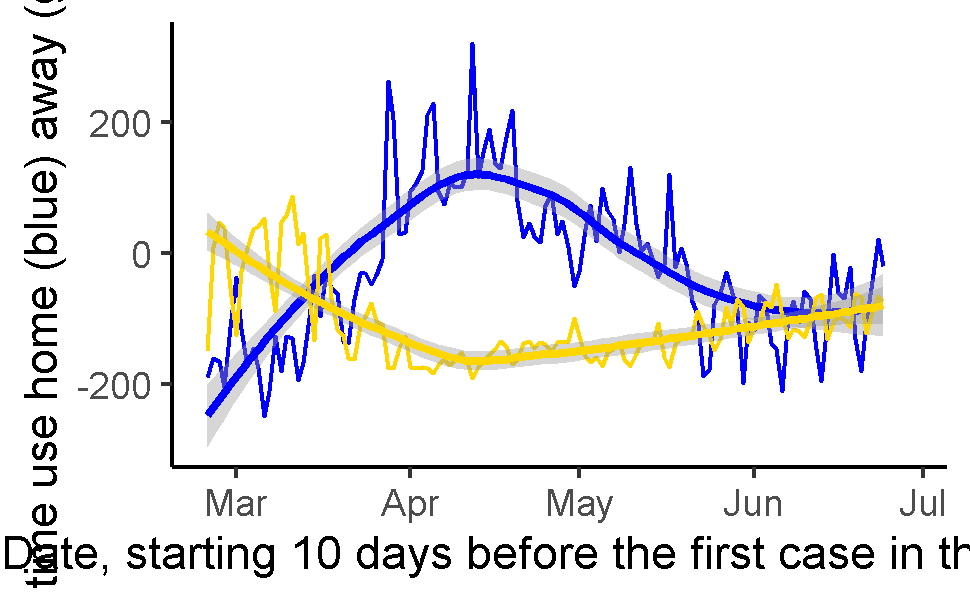 time use home (blue) away (
200
0
-200
Mar Apr May Jun Jul
Date, starting 10 days before the first case in th